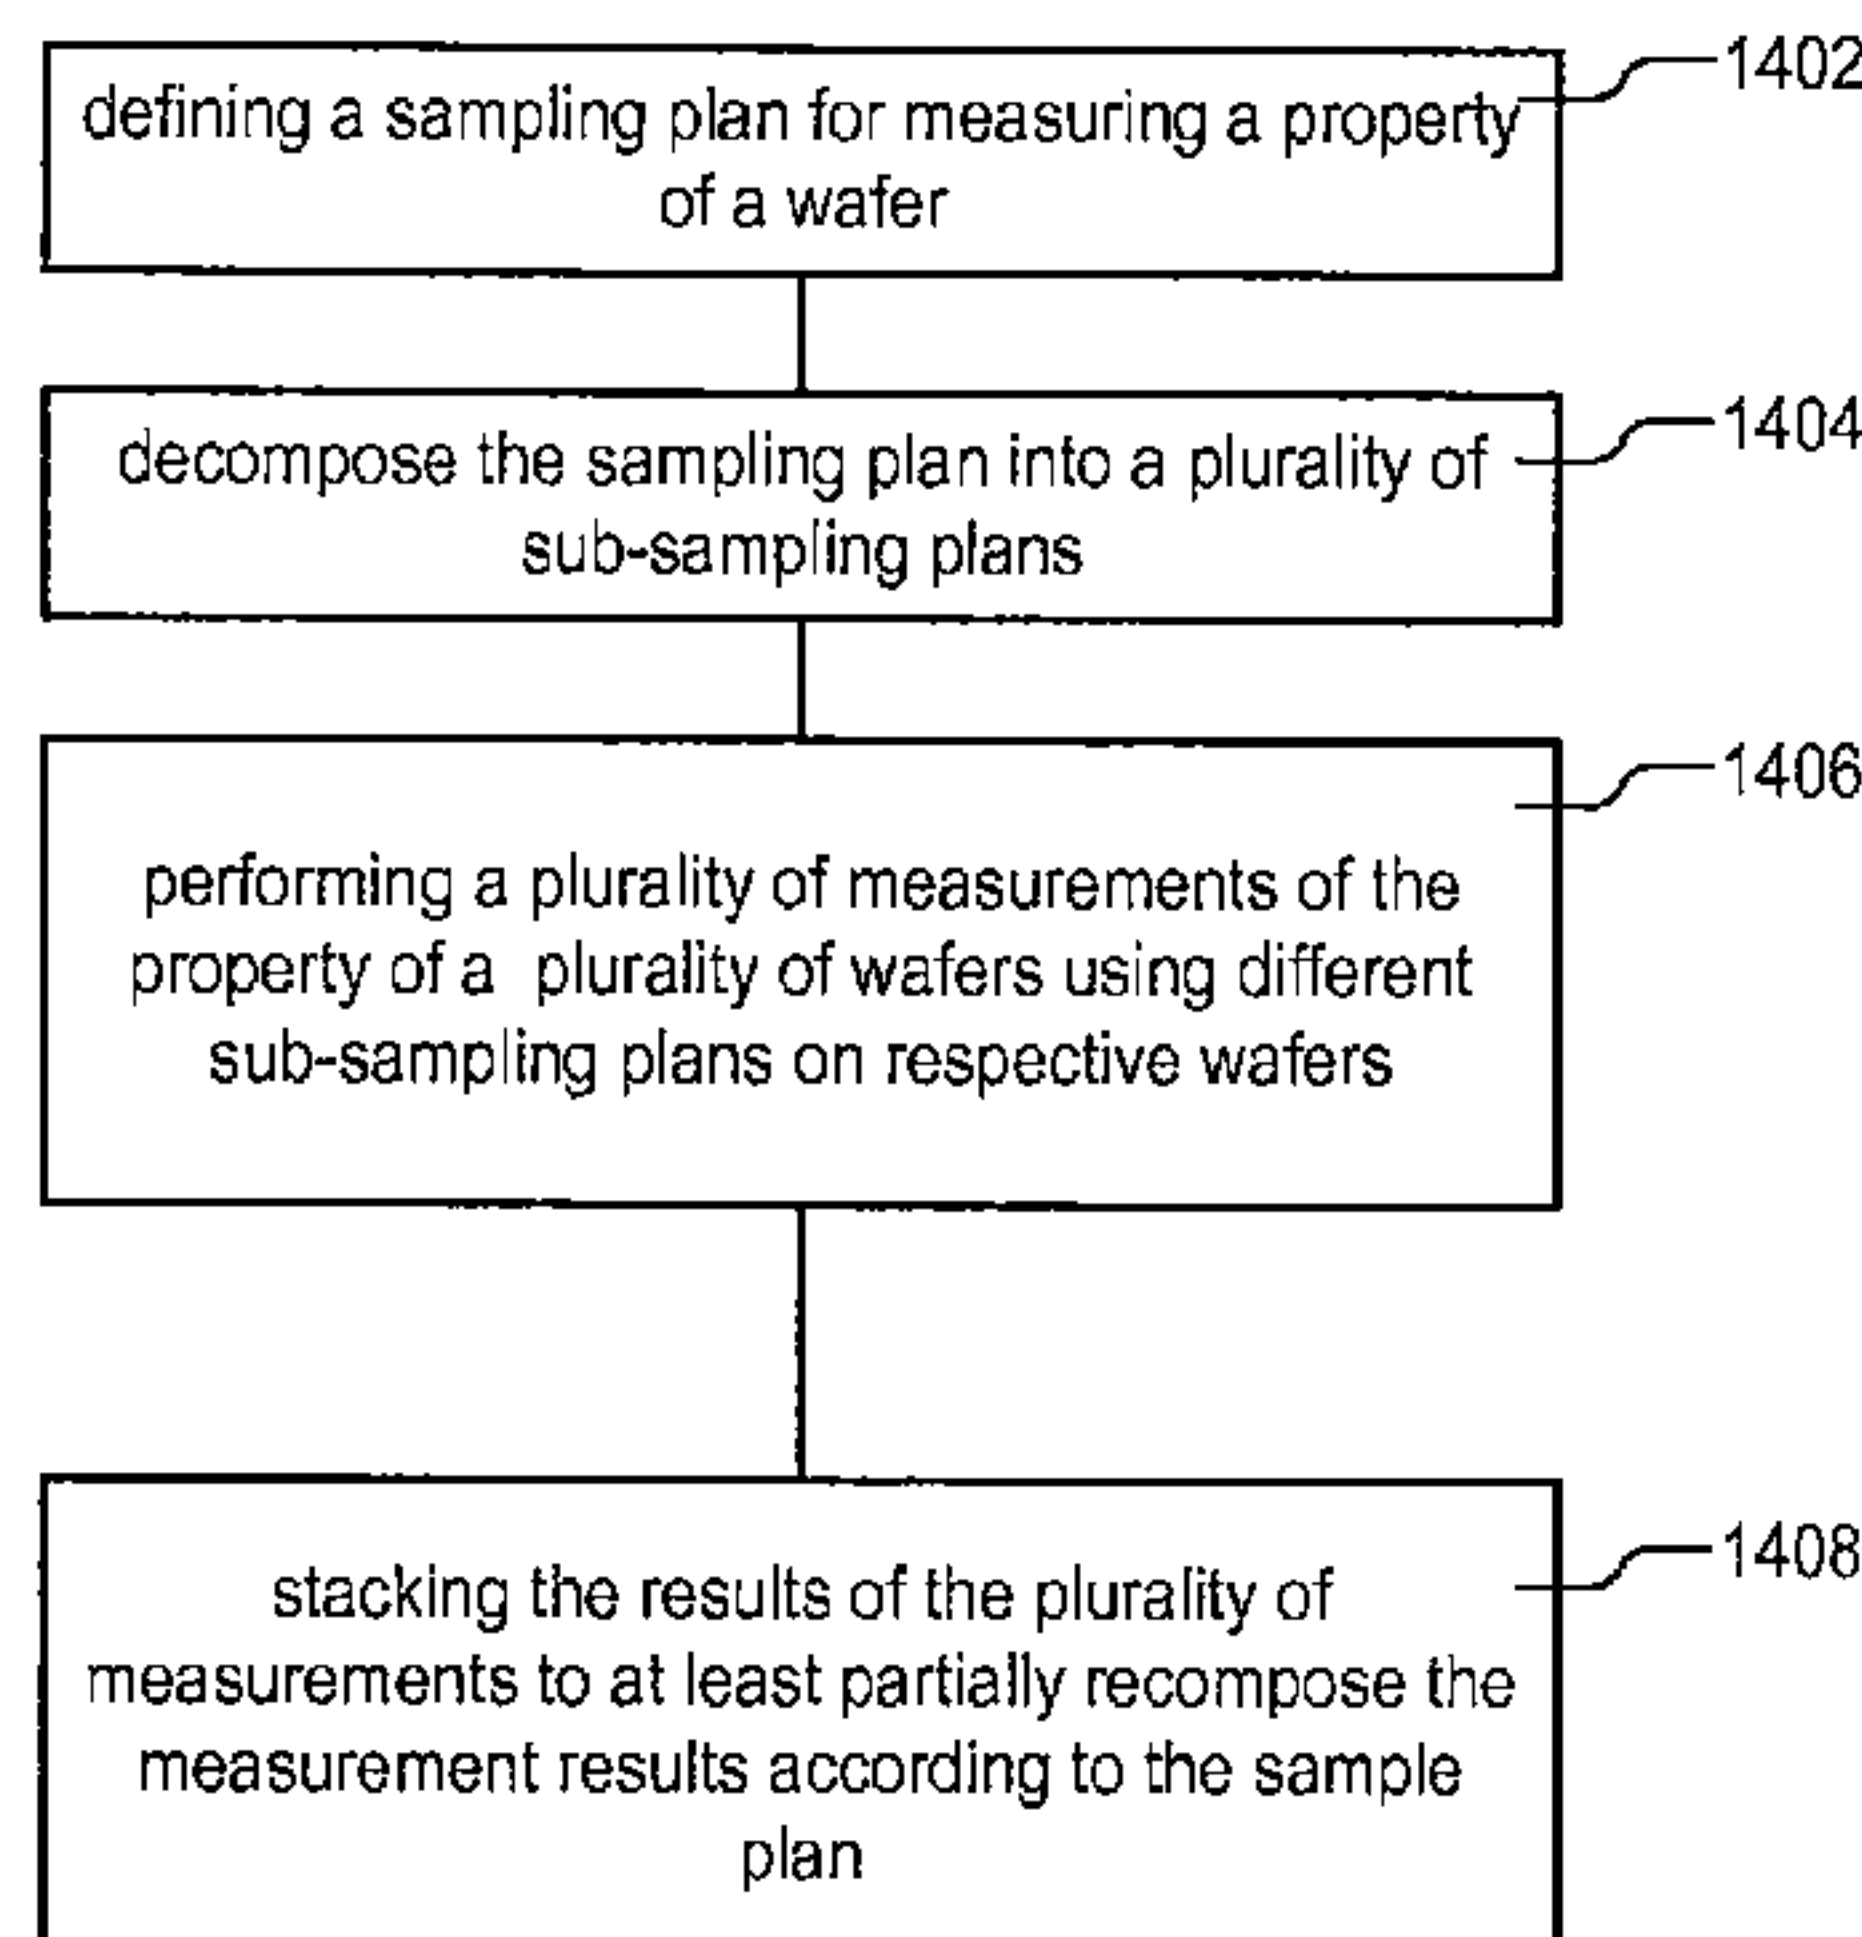 1402
defining a sampling plan for measuring a property
of a wafer
1404
decompose the sampling plan into a plurality of
sub-sampling plans
1406
performing a plurality of measurements of the
property of a plurality of wafers using different
sub-sampling plans on respective wafers
1408
stacking the results of the plurality of
measurements to at least partially recompose the
measurement results according to the sample
plan